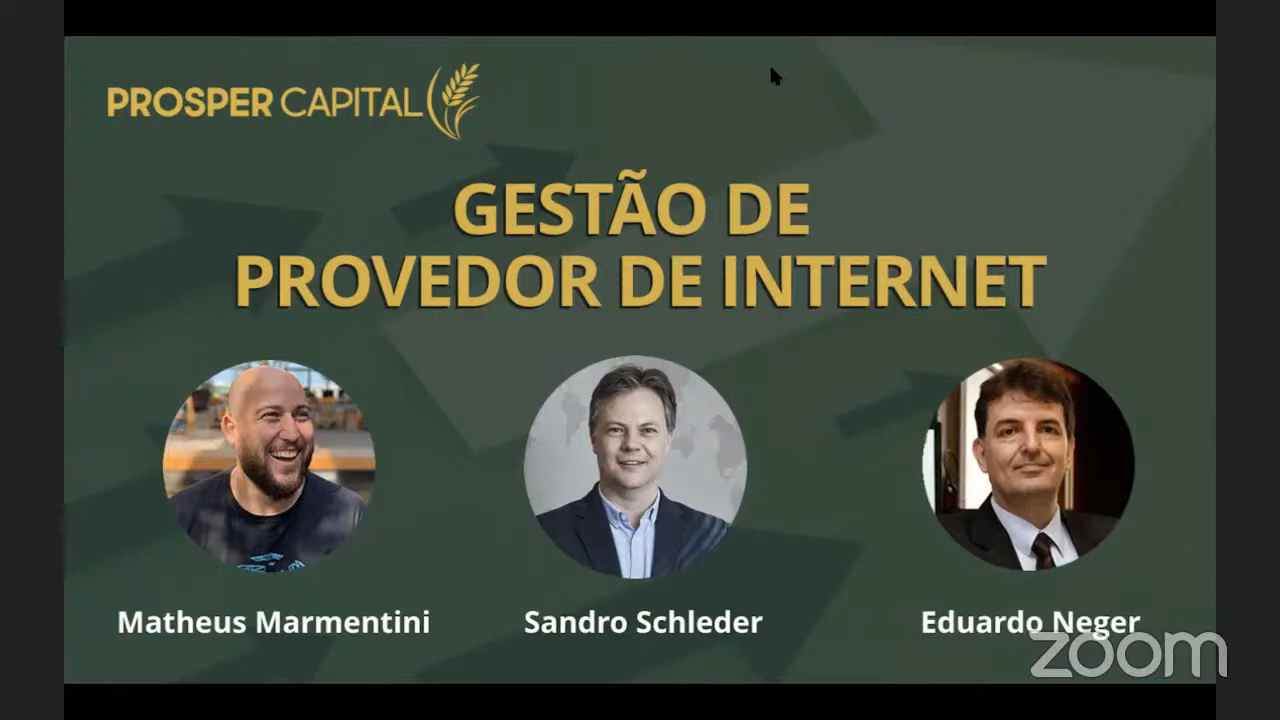 PROSPER CAPITAL
GESTÃO DE
PROVEDOR DE INTERNET
Matheus Marmentini
Sandro Schleder
Eduardo Neger
zoom